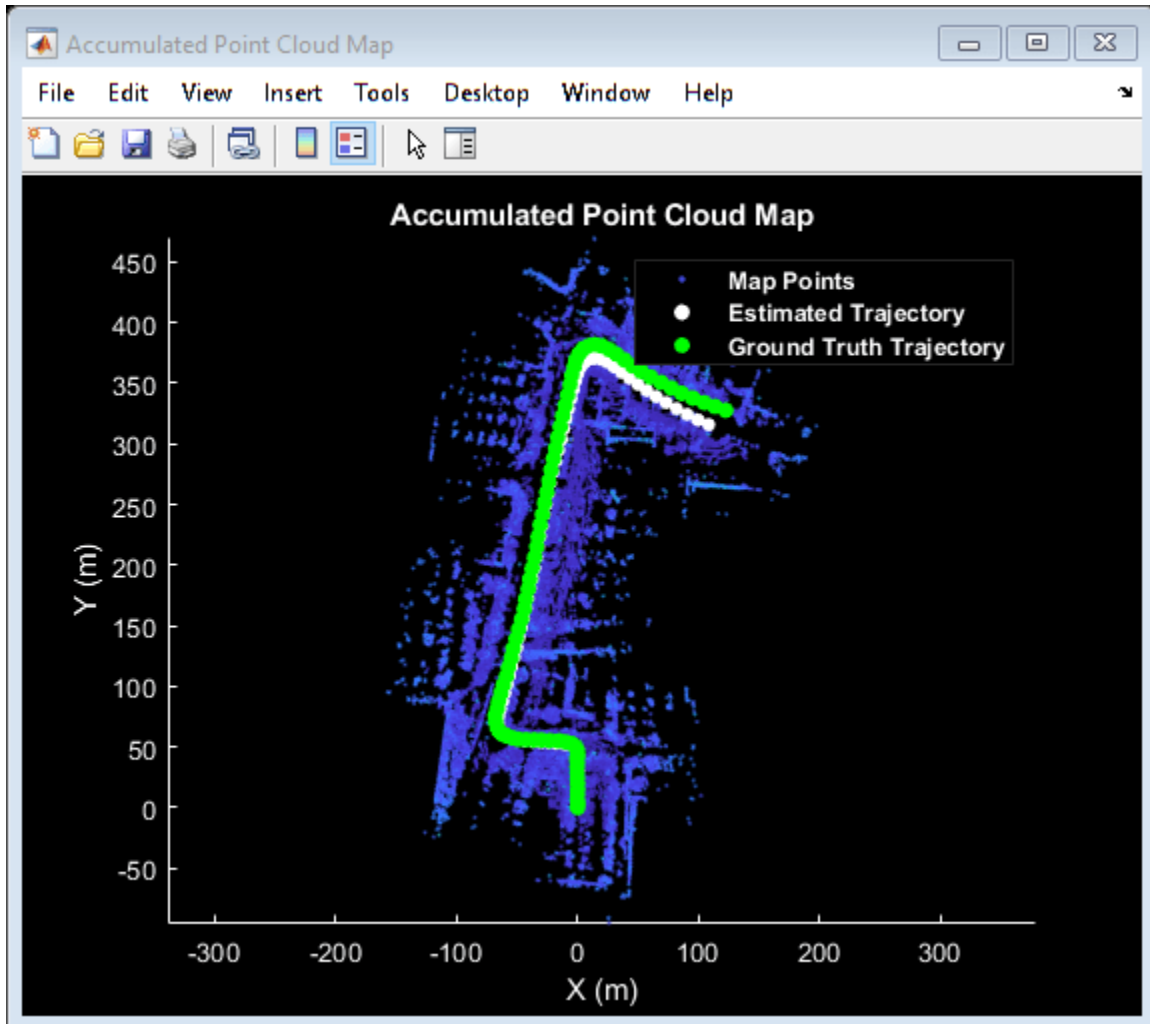 Accumulated Point Cloud Map
File Edit View Insert Tools Desktop Window Help
Accumulated Point Cloud Map
Map Points
Estimated Trajectory
Ground Truth Trajectory
450
400
350
300
250
200
150
100
50
0
-50
Y (m)
-300 -200 -100 0 100 200 300
X (m)